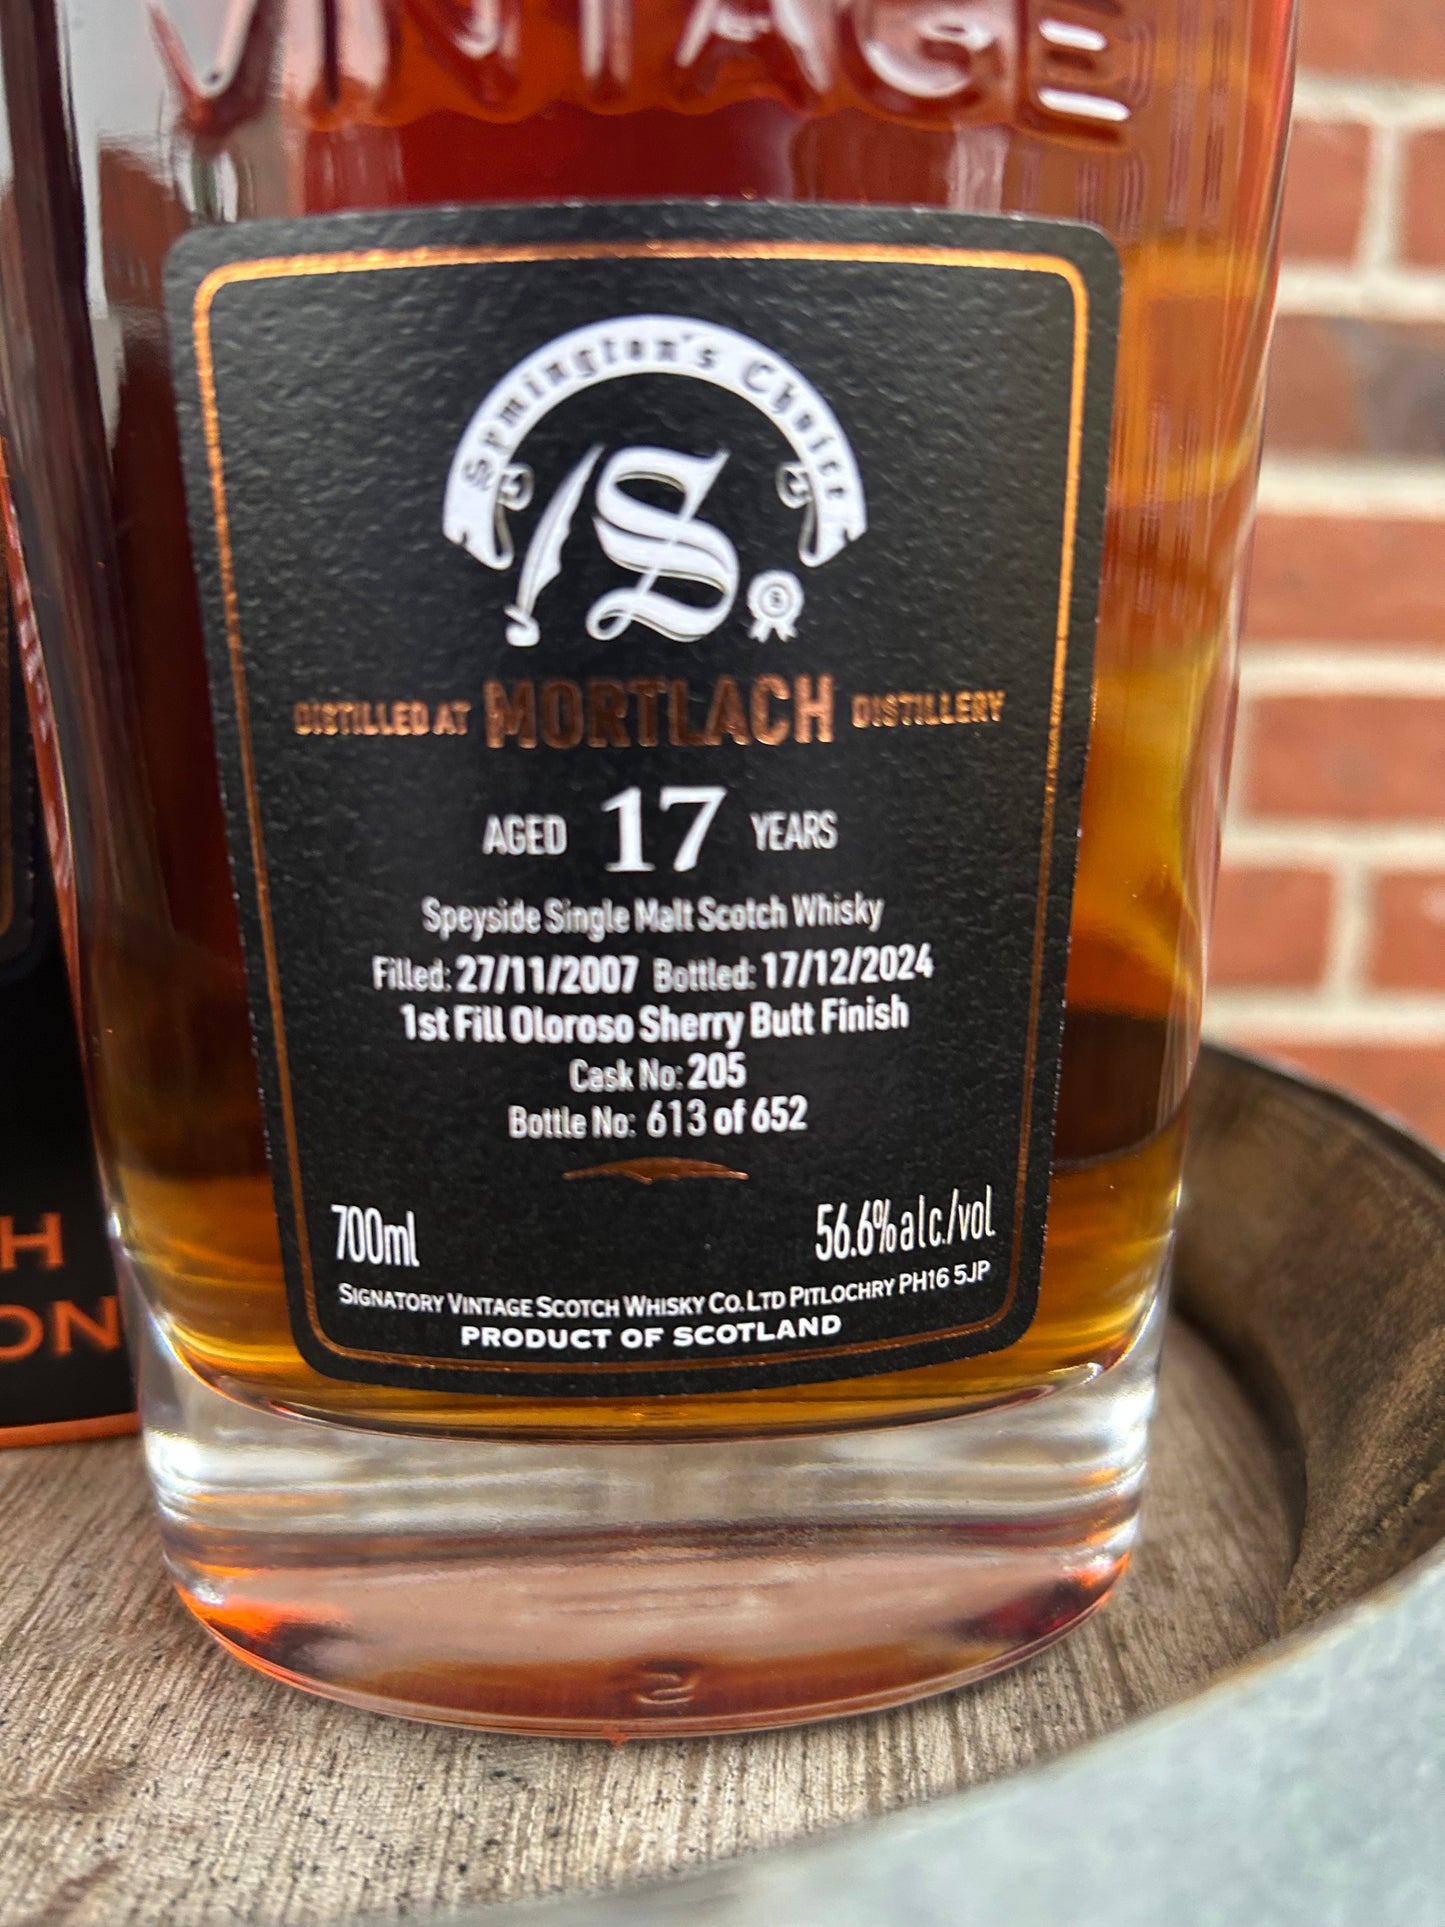 VINTAGE
Symington's Choice
S
DISTILLED AT MORTLACH DISTILLERY
AGED 17 YEARS
Speyside Single Malt Scotch Whisky
Filled: 27/11/2007 Bottled: 17/12/2024
1st Fill Oloroso Sherry Butt Finish
Cask No: 205
Bottle No: 613 of 652
700ml
56.6%alc./vol
SIGNATORY VINTAGE SCOTCH WHISKY CO. LTD PITLOCHRY PH16 5JP
PRODUCT OF SCOTLAND
H
ON